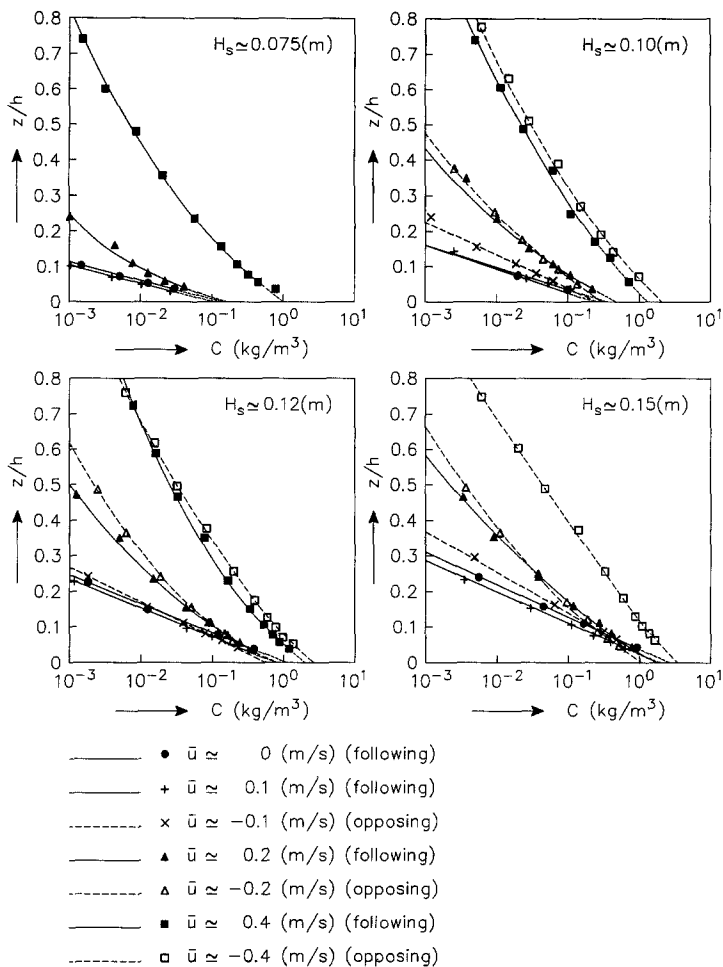 H_s≃0.075(m)
z/h
0.8
0.7
0.6
0.5
0.4
0.3
0.2
0.1
0
10^-3
10^-2
10^-1
10^0
10^1
C (kg/m^3)
H_s≃0.10(m)
z/h
0.8
0.7
0.6
0.5
0.4
0.3
0.2
0.1
0
10^-3
10^-2
10^-1
10^0
10^1
C (kg/m^3)
H_s≃0.12(m)
z/h
0.8
0.7
0.6
0.5
0.4
0.3
0.2
0.1
0
10^-3
10^-2
10^-1
10^0
10^1
C (kg/m^3)
H_s≃0.15(m)
z/h
0.8
0.7
0.6
0.5
0.4
0.3
0.2
0.1
0
10^-3
10^-2
10^-1
10^0
10^1
C (kg/m^3)
ū ≃ 0 (m/s) (following)
ū ≃ 0.1 (m/s) (following)
ū ≃ −0.1 (m/s) (opposing)
ū ≃ 0.2 (m/s) (following)
ū ≃ −0.2 (m/s) (opposing)
ū ≃ 0.4 (m/s) (following)
ū ≃ −0.4 (m/s) (opposing)